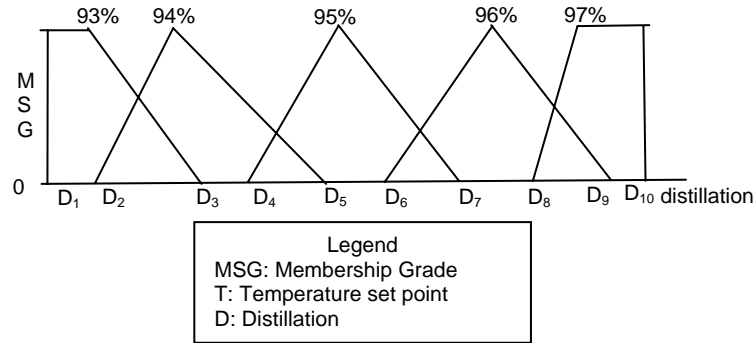 93% 94% 95% 96% 97%
M
S
G
0
D1 D2 D3 D4 D5 D6 D7 D8 D9 D10 distillation
Legend
MSG: Membership Grade
T: Temperature set point
D: Distillation